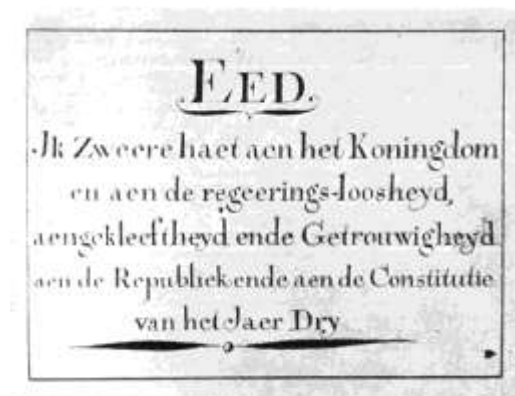 EED.
Ik Zweere haet aen het Koningdom
en aen de regeerings-loosheyd,
aengekleeftheyd ende Getrouwigheyd
aen de Republiek ende aen de Constitutie
van het Jaer Dry